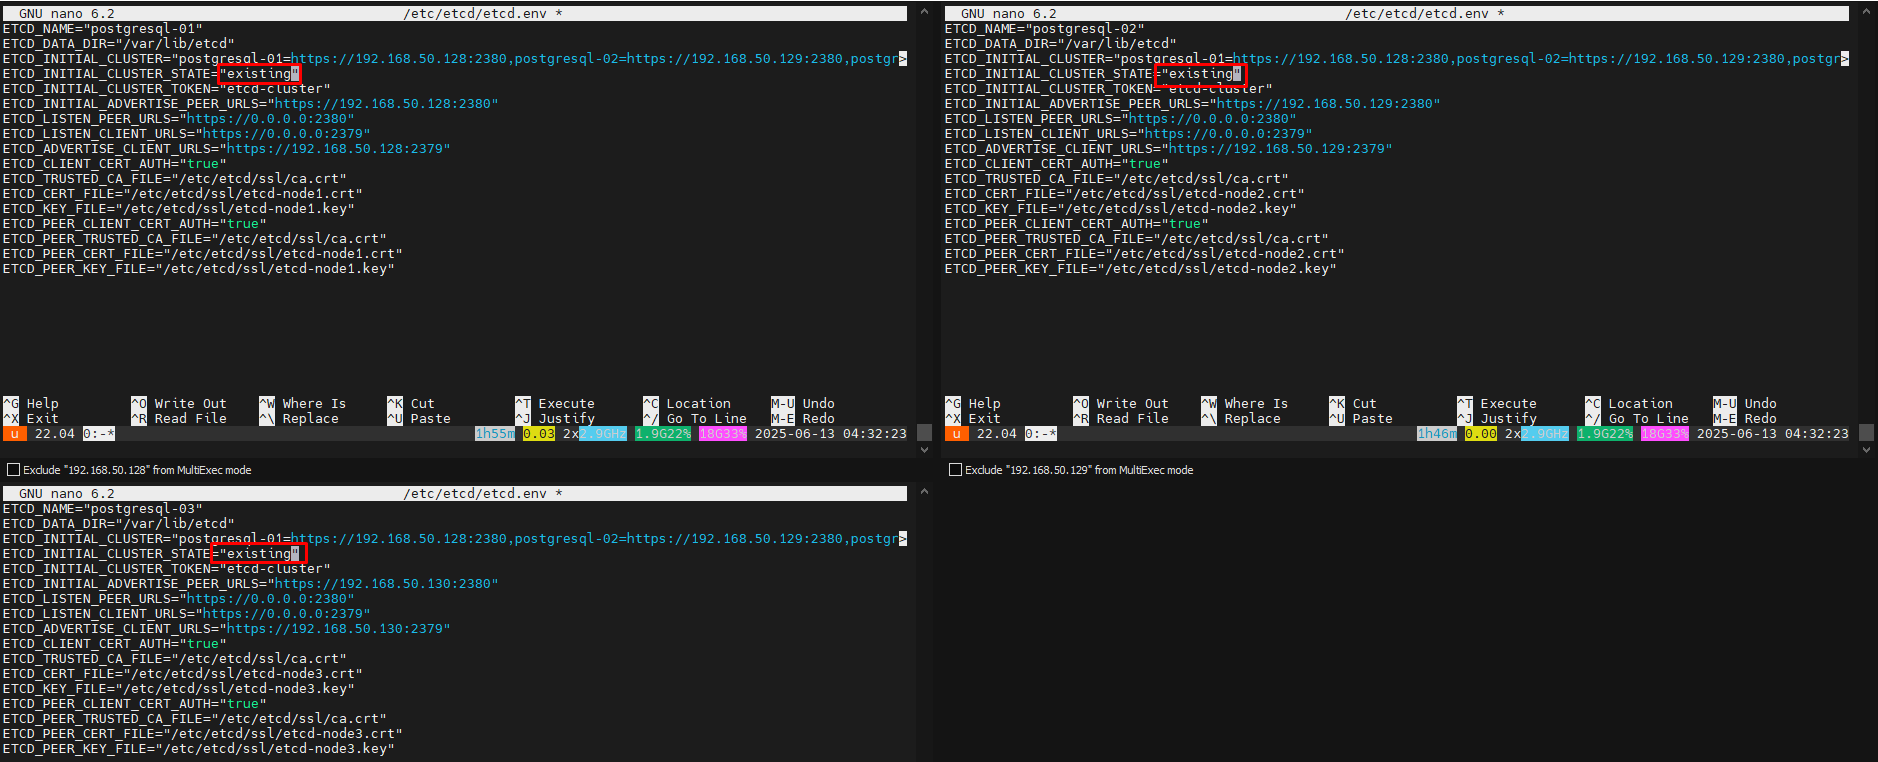 GNU nano 6.2 /etc/etcd/etcd.env *
ETCD_NAME="postgresql-01"
ETCD_DATA_DIR="/var/lib/etcd"
ETCD_INITIAL_CLUSTER="postgresql-01=https://192.168.50.128:2380,postgresql-02=https://192.168.50.129:2380,postgr>
ETCD_INITIAL_CLUSTER_STATE="existing"
ETCD_INITIAL_CLUSTER_TOKEN="etcd-cluster"
ETCD_INITIAL_ADVERTISE_PEER_URLS="https://192.168.50.128:2380"
ETCD_LISTEN_PEER_URLS="https://0.0.0.0:2380"
ETCD_LISTEN_CLIENT_URLS="https://0.0.0.0:2379"
ETCD_ADVERTISE_CLIENT_URLS="https://192.168.50.128:2379"
ETCD_CLIENT_CERT_AUTH="true"
ETCD_TRUSTED_CA_FILE="/etc/etcd/ssl/ca.crt"
ETCD_CERT_FILE="/etc/etcd/ssl/etcd-node1.crt"
ETCD_KEY_FILE="/etc/etcd/ssl/etcd-node1.key"
ETCD_PEER_CLIENT_CERT_AUTH="true"
ETCD_PEER_TRUSTED_CA_FILE="/etc/etcd/ssl/ca.crt"
ETCD_PEER_CERT_FILE="/etc/etcd/ssl/etcd-node1.crt"
ETCD_PEER_KEY_FILE="/etc/etcd/ssl/etcd-node1.key"
^G Help ^O Write Out ^W Where Is ^K Cut ^T Execute ^C Location M-U Undo
^X Exit ^R Read File ^\ Replace ^U Paste ^J Justify ^/ Go To Line M-E Redo
u 22.04 0:-* 1h55m 0.03 2x2.9GHz 1.9G22% 18G33% 2025-06-13 04:32:23
Exclude "192.168.50.128" from MultiExec mode
GNU nano 6.2 /etc/etcd/etcd.env *
ETCD_NAME="postgresql-02"
ETCD_DATA_DIR="/var/lib/etcd"
ETCD_INITIAL_CLUSTER="postgresql-01=https://192.168.50.128:2380,postgresql-02=https://192.168.50.129:2380,postgr>
ETCD_INITIAL_CLUSTER_STATE="existing"
ETCD_INITIAL_CLUSTER_TOKEN="etcd-cluster"
ETCD_INITIAL_ADVERTISE_PEER_URLS="https://192.168.50.129:2380"
ETCD_LISTEN_PEER_URLS="https://0.0.0.0:2380"
ETCD_LISTEN_CLIENT_URLS="https://0.0.0.0:2379"
ETCD_ADVERTISE_CLIENT_URLS="https://192.168.50.129:2379"
ETCD_CLIENT_CERT_AUTH="true"
ETCD_TRUSTED_CA_FILE="/etc/etcd/ssl/ca.crt"
ETCD_CERT_FILE="/etc/etcd/ssl/etcd-node2.crt"
ETCD_KEY_FILE="/etc/etcd/ssl/etcd-node2.key"
ETCD_PEER_CLIENT_CERT_AUTH="true"
ETCD_PEER_TRUSTED_CA_FILE="/etc/etcd/ssl/ca.crt"
ETCD_PEER_CERT_FILE="/etc/etcd/ssl/etcd-node2.crt"
ETCD_PEER_KEY_FILE="/etc/etcd/ssl/etcd-node2.key"
^G Help ^O Write Out ^W Where Is ^K Cut ^T Execute ^C Location M-U Undo
^X Exit ^R Read File ^\ Replace ^U Paste ^J Justify ^/ Go To Line M-E Redo
u 22.04 0:-* 1h46m 0.00 2x2.9GHz 1.9G22% 18G33% 2025-06-13 04:32:23
Exclude "192.168.50.129" from MultiExec mode
GNU nano 6.2 /etc/etcd/etcd.env *
ETCD_NAME="postgresql-03"
ETCD_DATA_DIR="/var/lib/etcd"
ETCD_INITIAL_CLUSTER="postgresql-01=https://192.168.50.128:2380,postgresql-02=https://192.168.50.129:2380,postgr>
ETCD_INITIAL_CLUSTER_STATE="existing"
ETCD_INITIAL_CLUSTER_TOKEN="etcd-cluster"
ETCD_INITIAL_ADVERTISE_PEER_URLS="https://192.168.50.130:2380"
ETCD_LISTEN_PEER_URLS="https://0.0.0.0:2380"
ETCD_LISTEN_CLIENT_URLS="https://0.0.0.0:2379"
ETCD_ADVERTISE_CLIENT_URLS="https://192.168.50.130:2379"
ETCD_CLIENT_CERT_AUTH="true"
ETCD_TRUSTED_CA_FILE="/etc/etcd/ssl/ca.crt"
ETCD_CERT_FILE="/etc/etcd/ssl/etcd-node3.crt"
ETCD_KEY_FILE="/etc/etcd/ssl/etcd-node3.key"
ETCD_PEER_CLIENT_CERT_AUTH="true"
ETCD_PEER_TRUSTED_CA_FILE="/etc/etcd/ssl/ca.crt"
ETCD_PEER_CERT_FILE="/etc/etcd/ssl/etcd-node3.crt"
ETCD_PEER_KEY_FILE="/etc/etcd/ssl/etcd-node3.key"